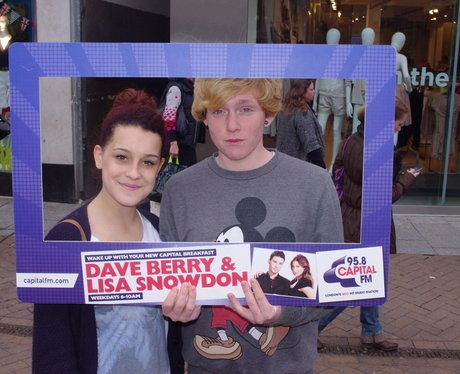 the
WAKE UP WITH YOUR NEW CAPITAL BREAKFAST
DAVE BERRY &
LISA SNOWDON
WEEKDAYS 6-10AM
capitalfm.com
95.8
CAPITAL
FM
LONDON'S NO.1 HIT MUSIC STATION